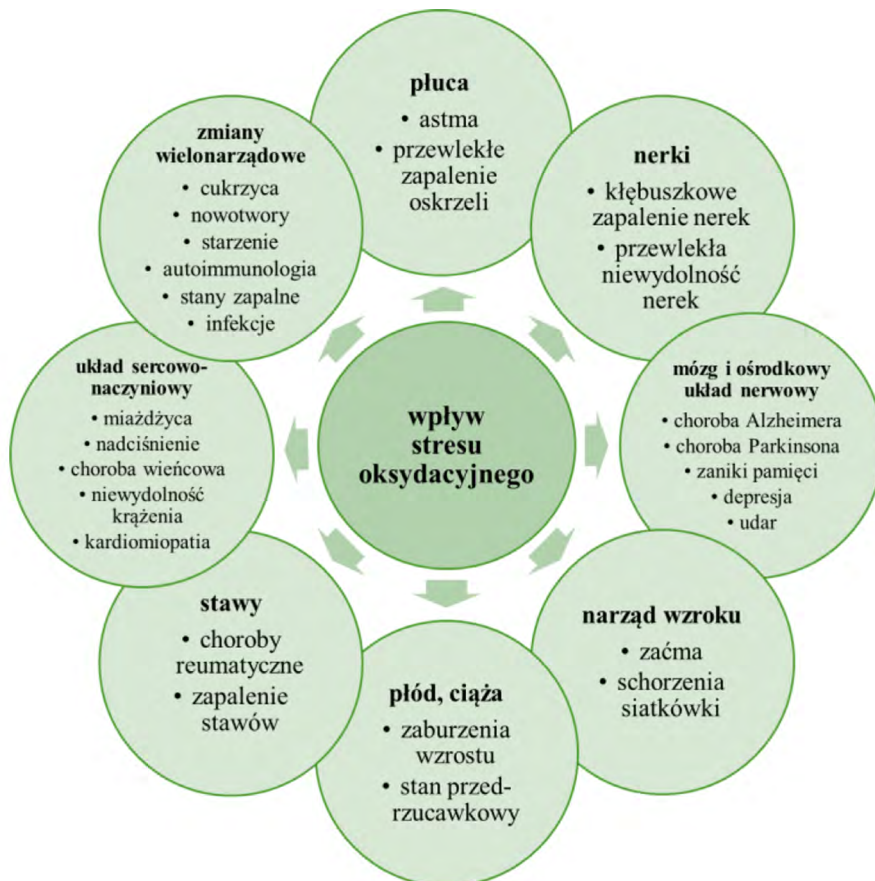 płuca
• astma
• przewlekłe
zapalenie
oskrzeli
nerki
• kłębuszkowe
zapalenie nerek
• przewlekła
niewydolność
nerek
mózg i ośrodkowy
układ nerwowy
• choroba Alzheimera
• choroba Parkinsona
• zaniki pamięci
• depresja
• udar
narząd wzroku
• zaćma
• schorzenia
siatkówki
płód, ciąża
• zaburzenia
wzrostu
• stan przed-
rzucawkowy
stawy
• choroby
reumatyczne
• zapalenie
stawów
układ sercowo-
naczyniowy
• miażdżyca
• nadciśnienie
• choroba wieńcowa
• niewydolność
krążenia
• kardiomiopatia
zmiany
wielonarządowe
• cukrzyca
• nowotwory
• starzenie
• autoimmunologia
• stany zapalne
• infekcje
wpływ
stresu
oksydacyjnego